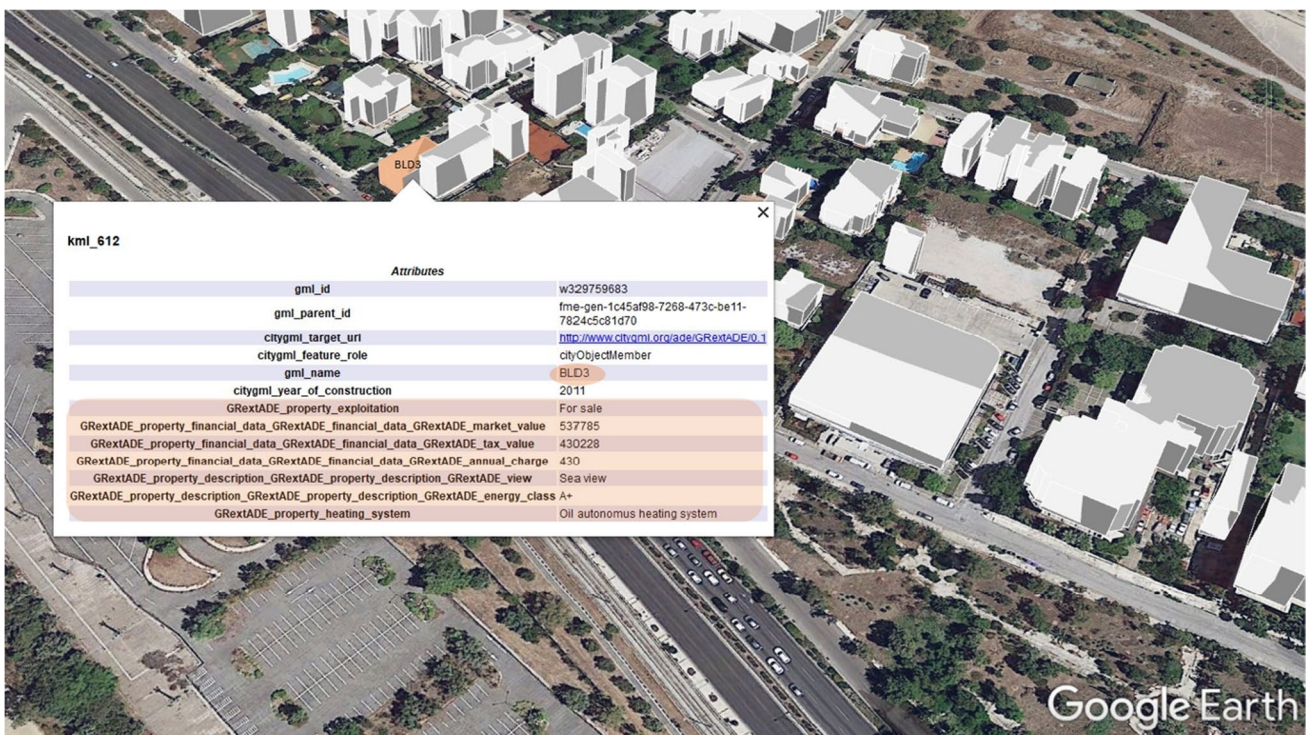 BLD3
×
kml_612
Attributes
gml_id w329759683
gml_parent_id fme-gen-1c45af98-7268-473c-be11-
7824c5c81d70
citygml_target_url http://www.citygml.org/ade/GRextADE/0.1
citygml_feature_role cityObjectMember
gml_name BLD3
citygml_year_of_construction 2011
GRextADE_property_exploitation For sale
GRextADE_property_financial_data_GRextADE_financial_data_GRextADE_market_value 537785
GRextADE_property_financial_data_GRextADE_financial_data_GRextADE_tax_value 430228
GRextADE_property_financial_data_GRextADE_financial_data_GRextADE_annual_charge 430
GRextADE_property_description_GRextADE_property_description_GRextADE_view Sea view
GRextADE_property_description_GRextADE_property_description_GRextADE_energy_class A+
GRextADE_property_heating_system Oil autonomus heating system
Google Earth